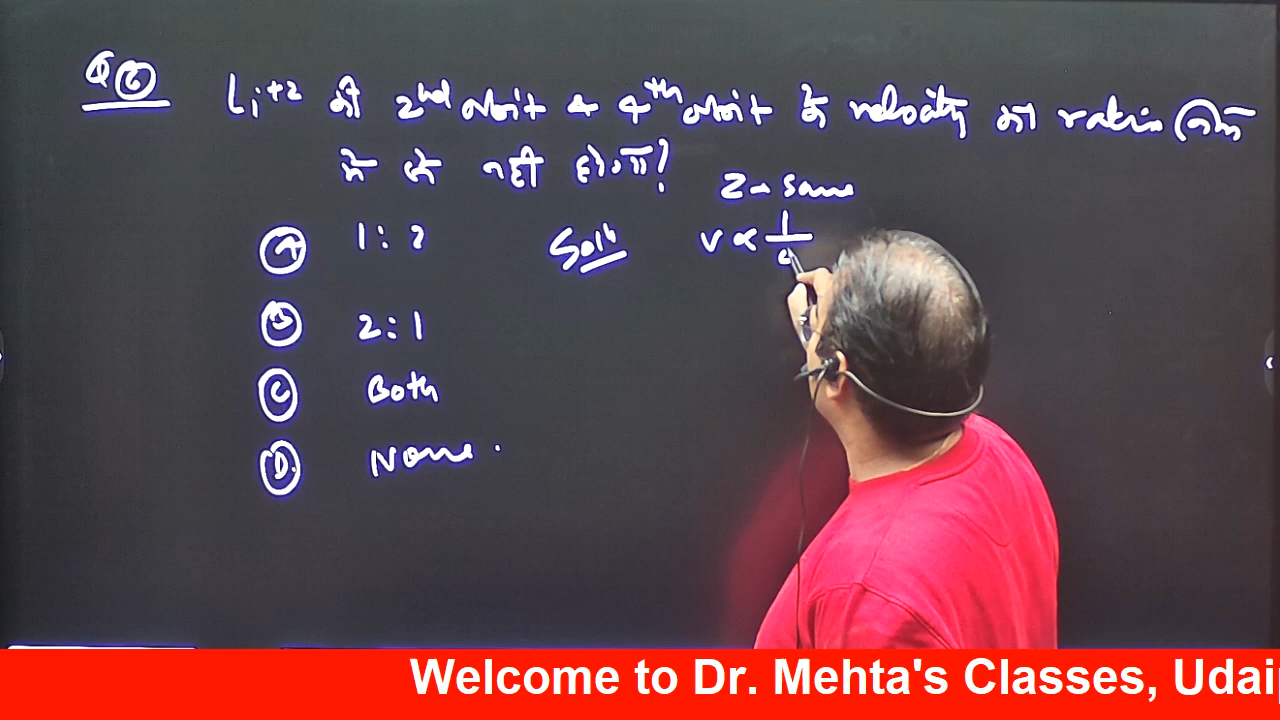 Q 6 Li+2 की 2nd orbit & 4th orbit के velocity का ratio निम्न
में से नहीं होगा?
Z → same
A 1 : 2 Soln v ∝ 1
B 2 : 1
C Both
D. None.
Welcome to Dr. Mehta's Classes, Udai